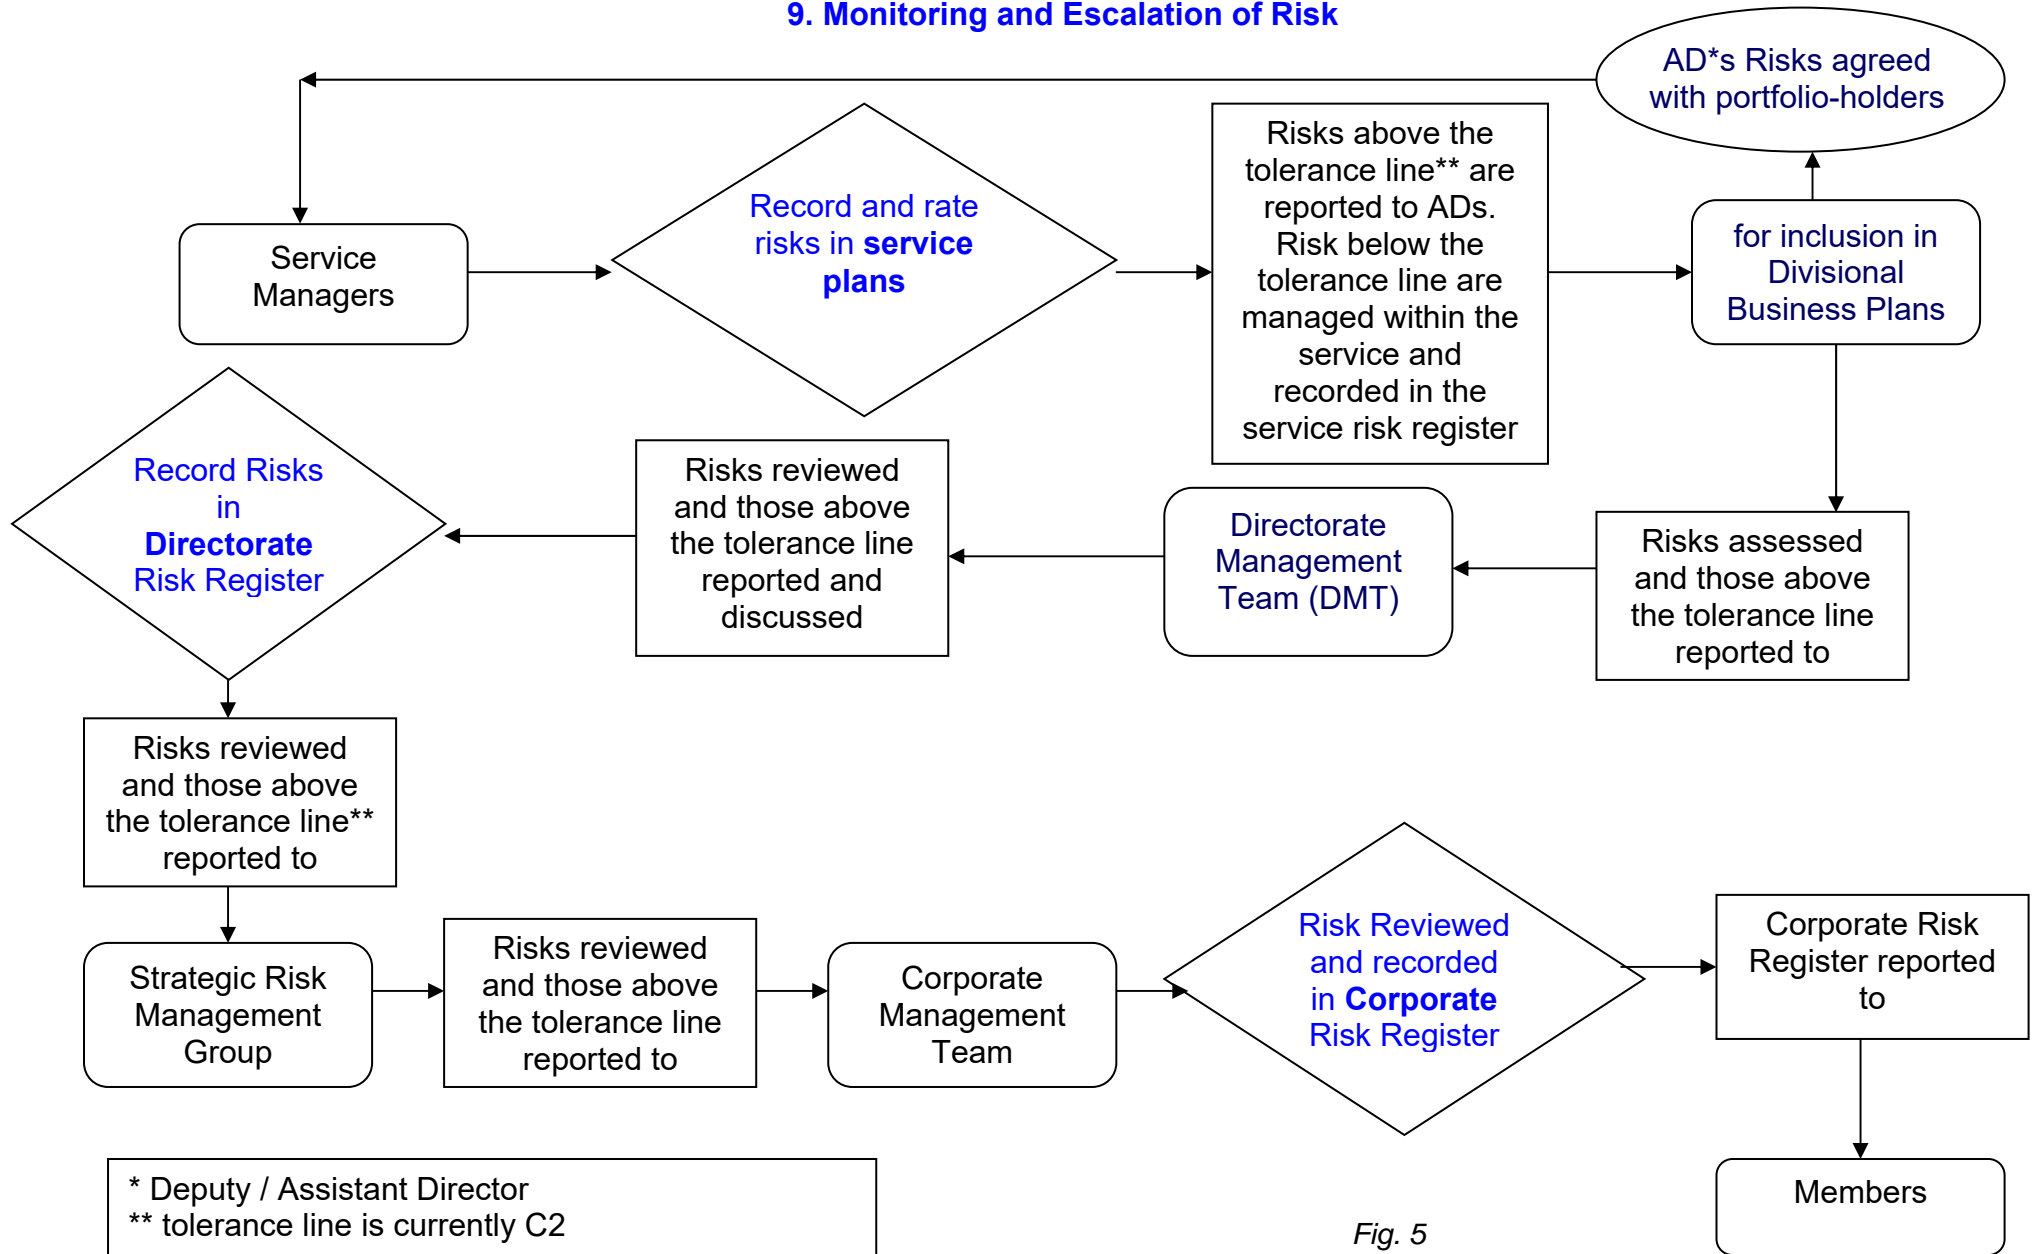 9. Monitoring and Escalation of Risk
AD*s Risks agreed
with portfolio-holders
Service
Managers
Record and rate
risks in service
plans
Risks above the
tolerance line** are
reported to ADs.
Risk below the
tolerance line are
managed within the
service and
recorded in the
service risk register
for inclusion in
Divisional
Business Plans
Risks assessed
and those above
the tolerance line
reported to
Directorate
Management
Team (DMT)
Risks reviewed
and those above
the tolerance line
reported and
discussed
Record Risks
in
Directorate
Risk Register
Risks reviewed
and those above
the tolerance line**
reported to
Strategic Risk
Management
Group
Risks reviewed
and those above
the tolerance line
reported to
Corporate
Management
Team
Risk Reviewed
and recorded
in Corporate
Risk Register
Corporate Risk
Register reported
to
Members
* Deputy / Assistant Director
** tolerance line is currently C2
Fig. 5